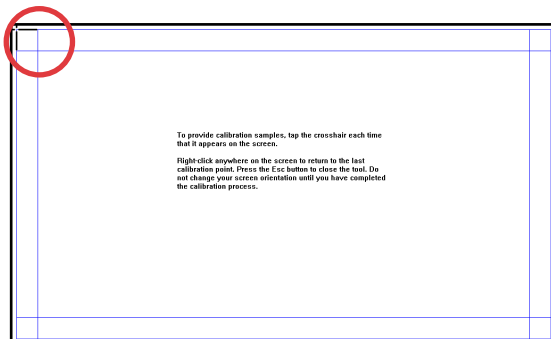 To provide calibration samples, tap the crosshair each time
that it appears on the screen.
Right-click anywhere on the screen to return to the last
calibration point. Press the Esc button to close the tool. Do
not change your screen orientation until you have completed
the calibration process.